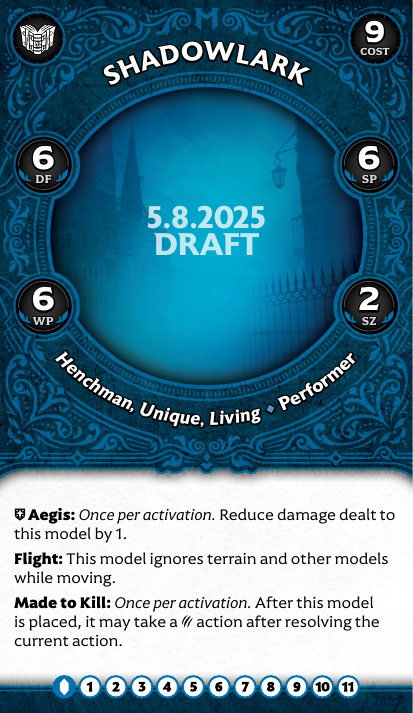 SHADOWLARK
9
COST
6
DF
6
SP
5.8.2025
DRAFT
6
WP
2
SZ
Henchman, Unique, Living ◆ Performer
Aegis: Once per activation. Reduce damage dealt to
this model by 1.
Flight: This model ignores terrain and other models
while moving.
Made to Kill: Once per activation. After this model
is placed, it may take a action after resolving the
current action.
1 2 3 4 5 6 7 8 9 10 11